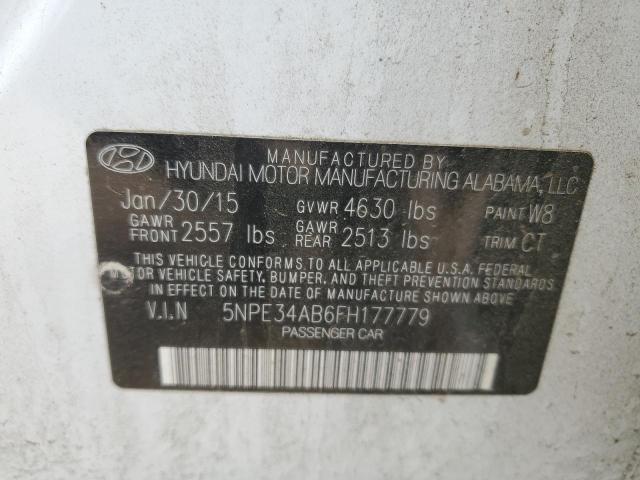 MANUFACTURED BY
HYUNDAI MOTOR MANUFACTURING ALABAMA, LLC
Jan/30/15 GVWR 4630 lbs PAINT W8
GAWR FRONT 2557 lbs GAWR REAR 2513 lbs TRIM CT
THIS VEHICLE CONFORMS TO ALL APPLICABLE U.S.A. FEDERAL
MOTOR VEHICLE SAFETY, BUMPER, AND THEFT PREVENTION STANDARDS
IN EFFECT ON THE DATE OF MANUFACTURE SHOWN ABOVE.
V.I.N 5NPE34AB6FH177779
PASSENGER CAR